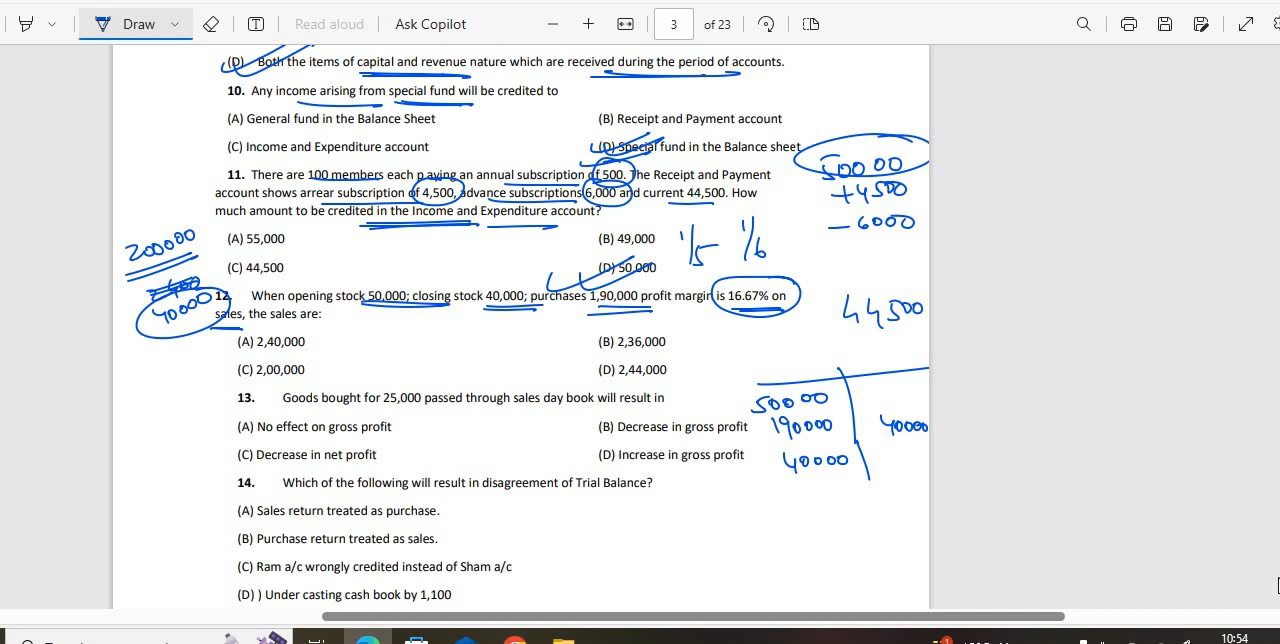 Draw
Read aloud
Ask Copilot
3
of 23
(D) Both the items of capital and revenue nature which are received during the period of accounts.
10. Any income arising from special fund will be credited to
(A) General fund in the Balance Sheet
(B) Receipt and Payment account
(C) Income and Expenditure account
(D) Special fund in the Balance sheet
11. There are 100 members each paying an annual subscription of 500. The Receipt and Payment
account shows arrear subscription of 4,500, advance subscriptions 6,000 and current 44,500. How
much amount to be credited in the Income and Expenditure account?
50000
+4500
-6000
44500
(A) 55,000
(B) 49,000
1/5 1/6
(C) 44,500
(D) 50,000
200000
40000
12. When opening stock 50,000; closing stock 40,000; purchases 1,90,000 profit margin is 16.67% on
sales, the sales are:
(A) 2,40,000
(B) 2,36,000
(C) 2,00,000
(D) 2,44,000
13. Goods bought for 25,000 passed through sales day book will result in
(A) No effect on gross profit
(B) Decrease in gross profit
(C) Decrease in net profit
(D) Increase in gross profit
50000
190000 40000
40000
14. Which of the following will result in disagreement of Trial Balance?
(A) Sales return treated as purchase.
(B) Purchase return treated as sales.
(C) Ram a/c wrongly credited instead of Sham a/c
(D) ) Under casting cash book by 1,100
10:54